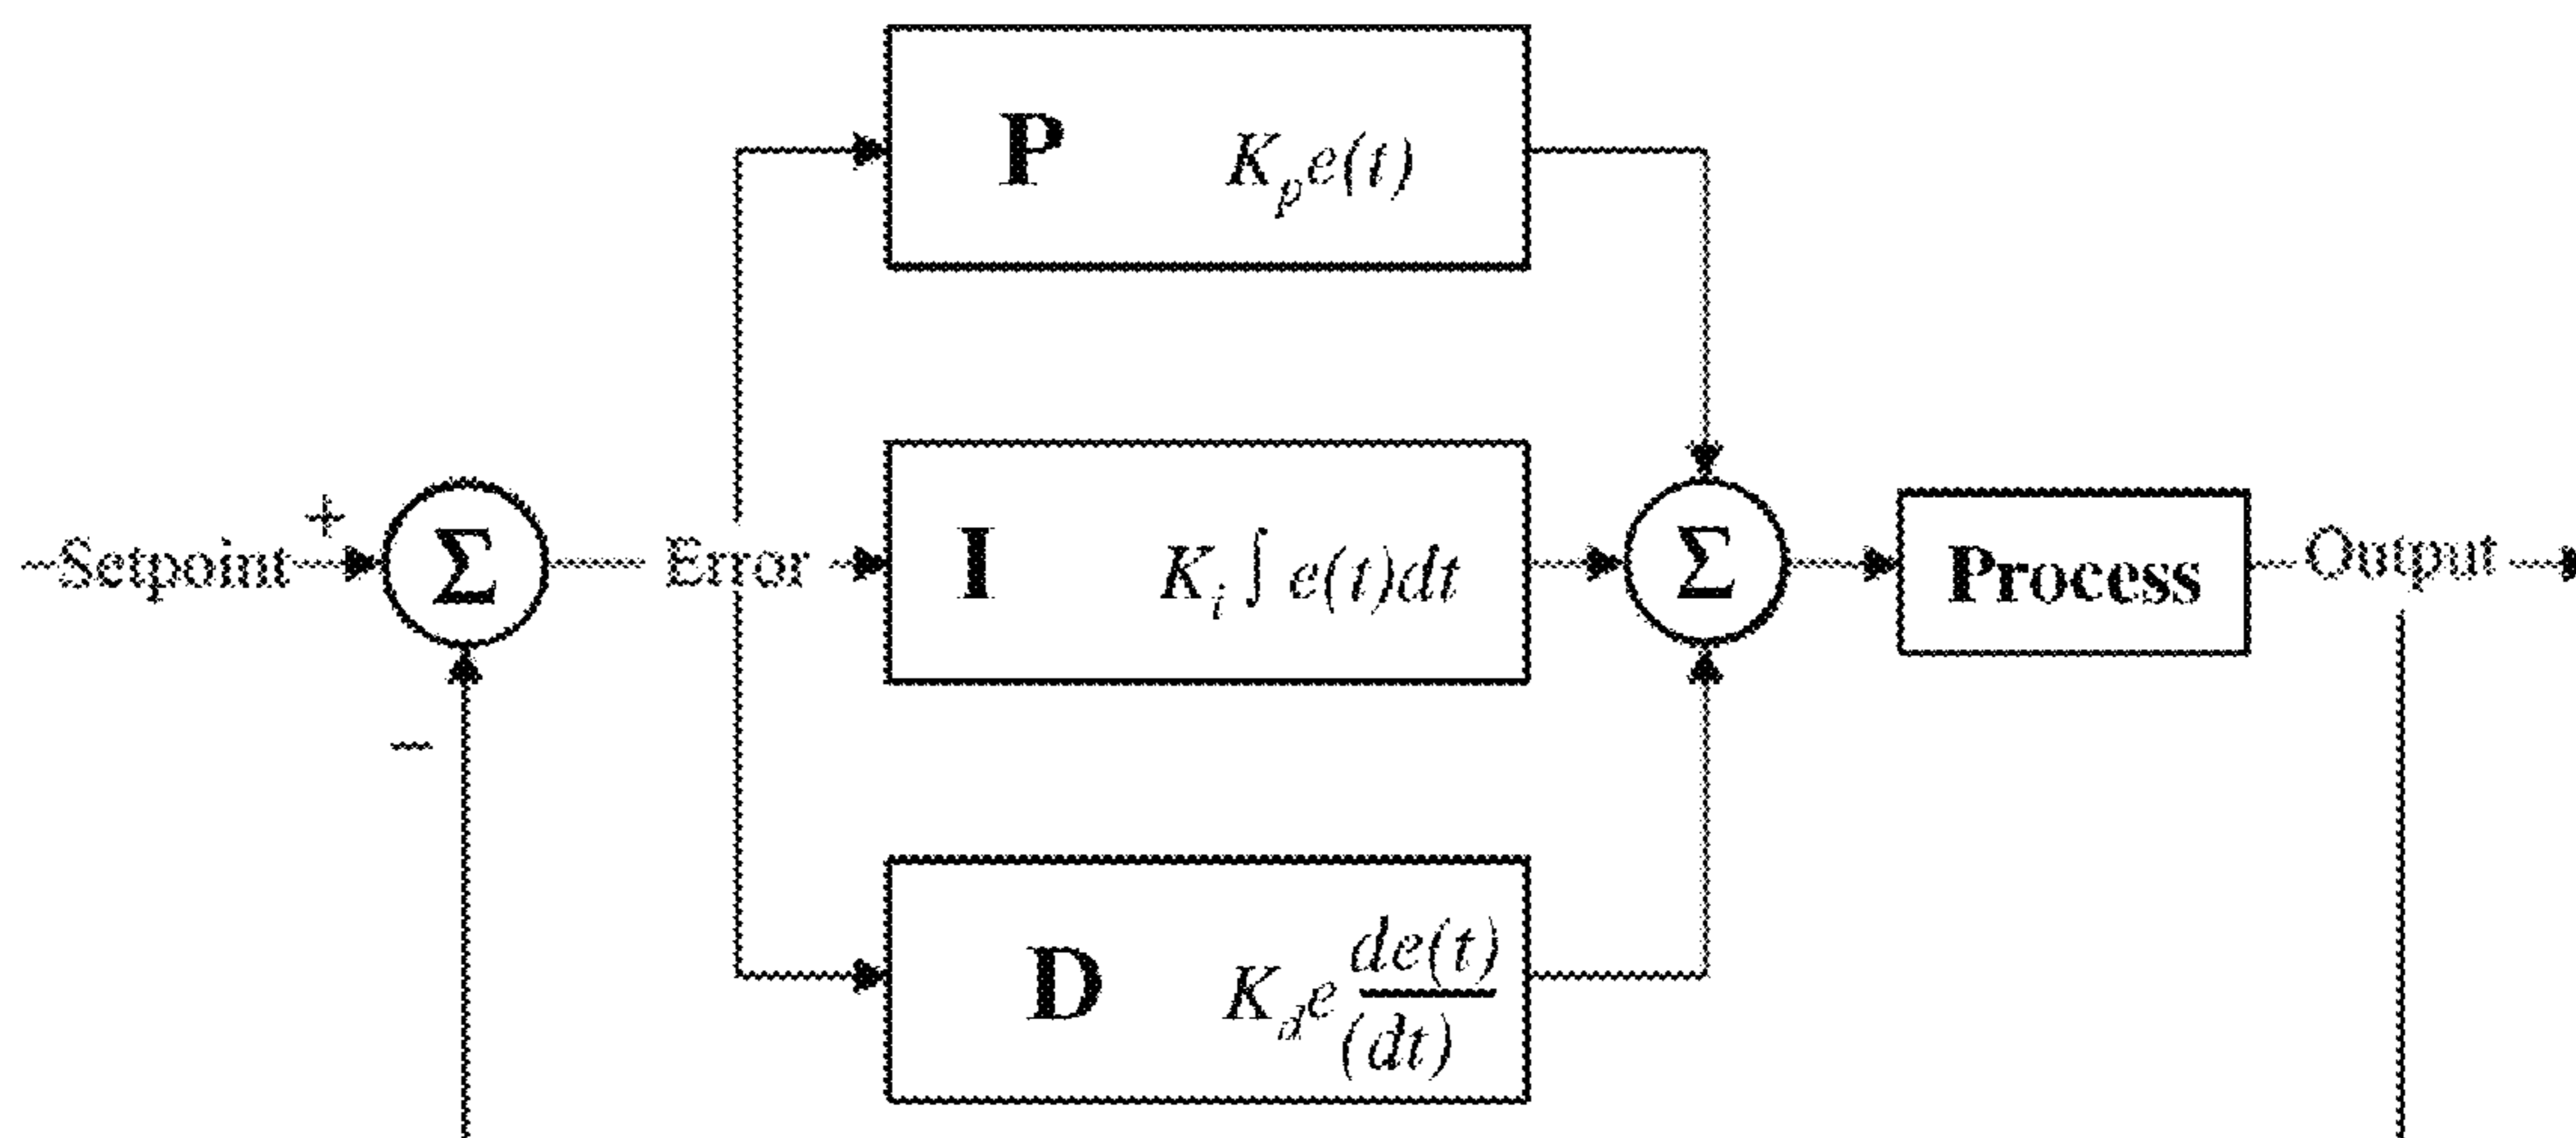 P K_p e(t)
+
Setpoint
Σ
Error
I K_i ∫ e(t)dt
Σ
Process
Output
−
D K_d e de(t)/(dt)